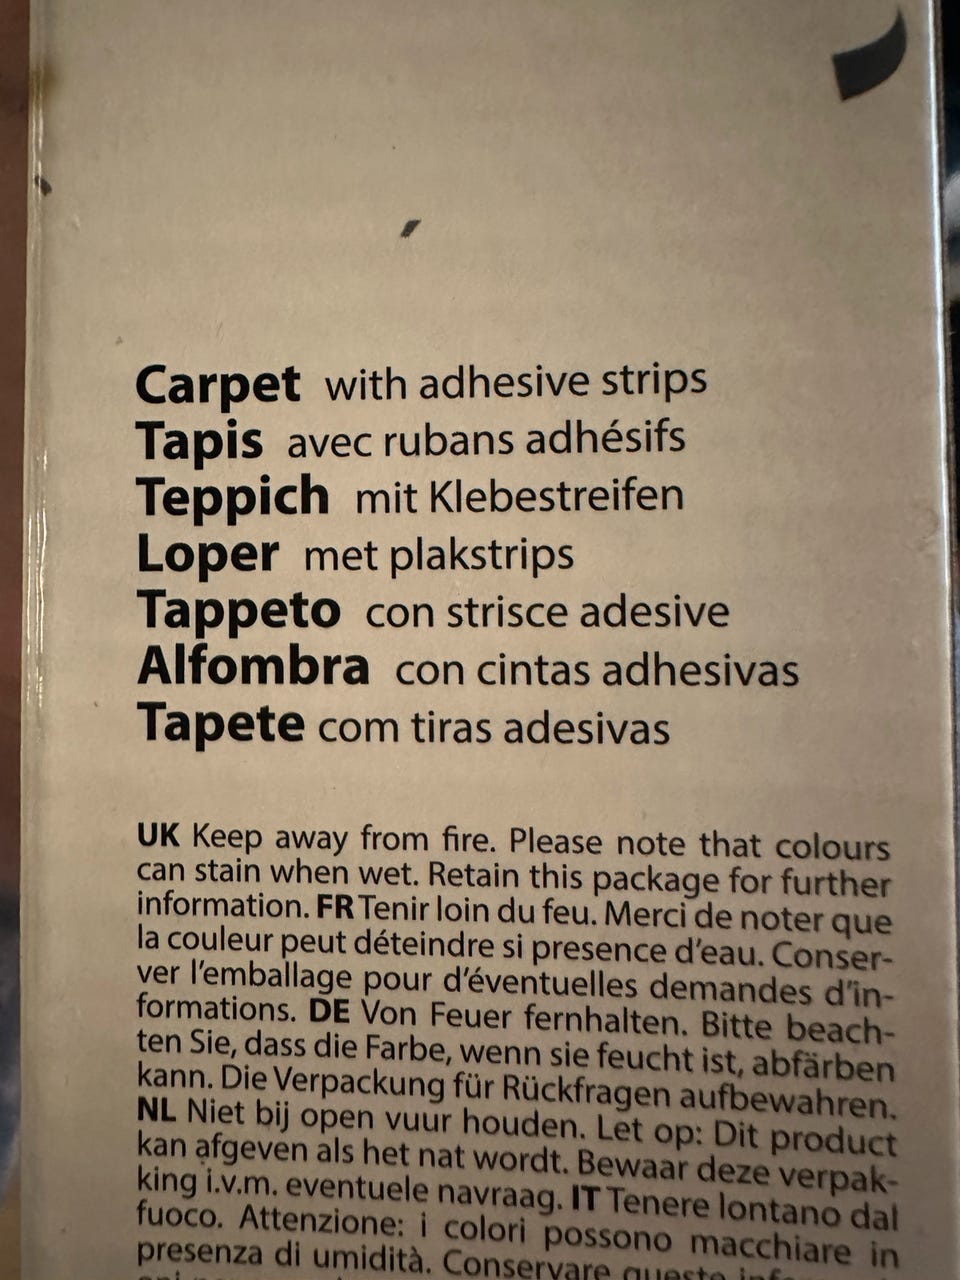 Carpet with adhesive strips
Tapis avec rubans adhésifs
Teppich mit Klebestreifen
Loper met plakstrips
Tappeto con strisce adesive
Alfombra con cintas adhesivas
Tapete com tiras adesivas
UK Keep away from fire. Please note that colours
can stain when wet. Retain this package for further
information. FR Tenir loin du feu. Merci de noter que
la couleur peut déteindre si presence d'eau. Conser-
ver l'emballage pour d'éventuelles demandes d'in-
formations. DE Von Feuer fernhalten. Bitte beach-
ten Sie, dass die Farbe, wenn sie feucht ist, abfärben
kann. Die Verpackung für Rückfragen aufbewahren.
NL Niet bij open vuur houden. Let op: Dit product
kan afgeven als het nat wordt. Bewaar deze verpak-
king i.v.m. eventuele navraag. IT Tenere lontano dal
fuoco. Attenzione: i colori possono macchiare in
presenza di umidità. Conservare queste